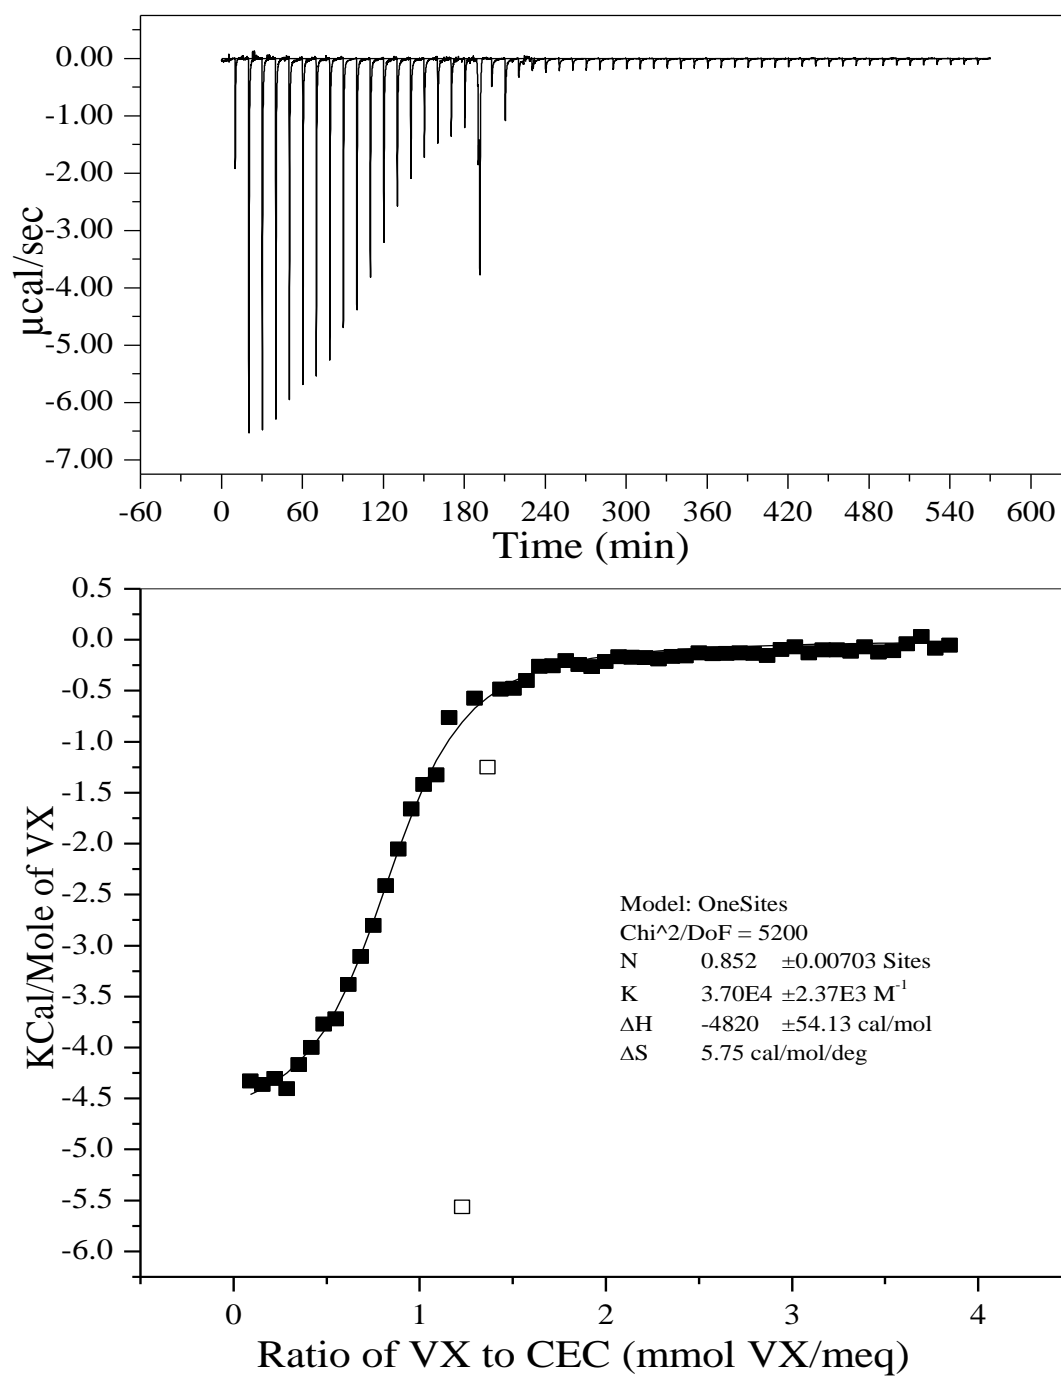 0.00
-1.00
-2.00
-3.00
-4.00
-5.00
-6.00
-7.00
µcal/sec
-60 0 60 120 180 240 300 360 420 480 540 600
Time (min)
0.5
0.0
-0.5
-1.0
-1.5
-2.0
-2.5
-3.0
-3.5
-4.0
-4.5
-5.0
-5.5
-6.0
KCal/Mole of VX
Model: OneSites
Chi^2/DoF = 5200
N 0.852 ±0.00703 Sites
K 3.70E4 ±2.37E3 M⁻¹
ΔH -4820 ±54.13 cal/mol
ΔS 5.75 cal/mol/deg
0 1 2 3 4
Ratio of VX to CEC (mmol VX/meq)